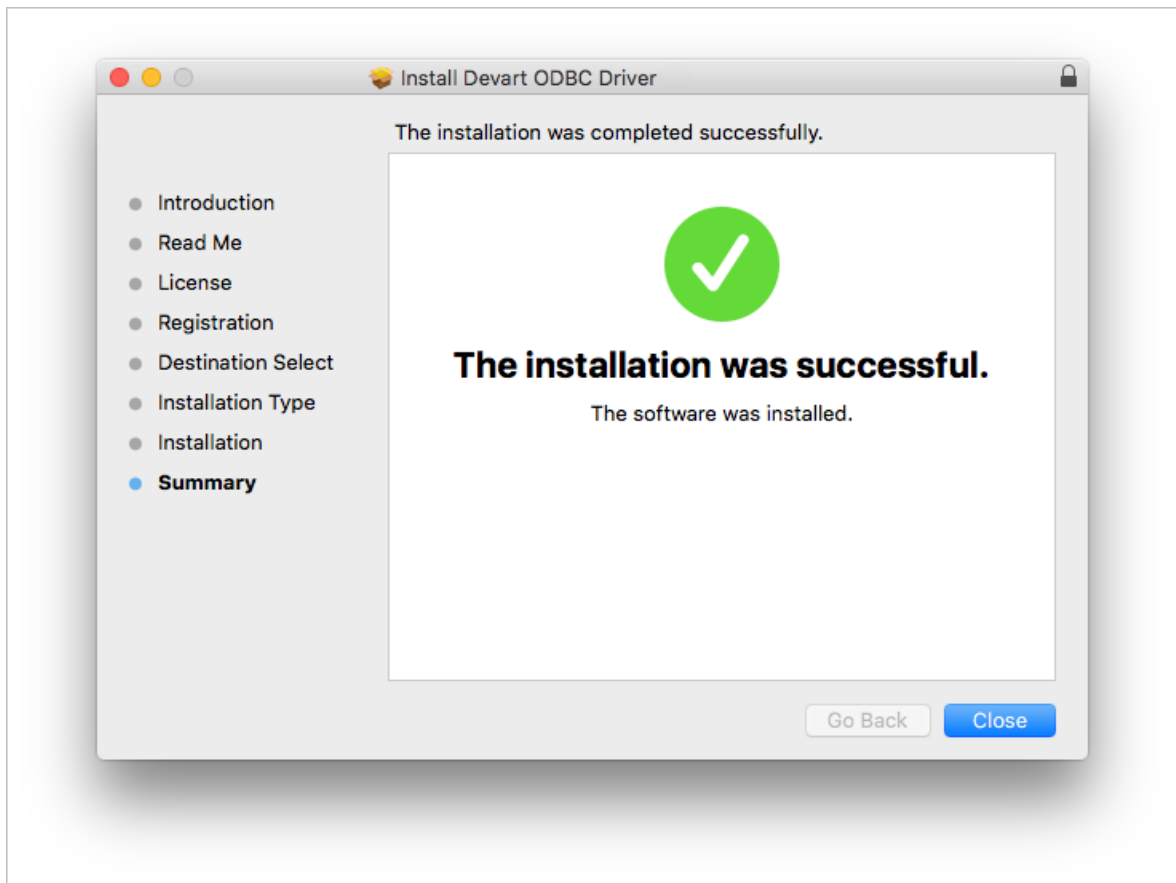 Install Devart ODBC Driver
The installation was completed successfully.
Introduction
Read Me
License
Registration
Destination Select
Installation Type
Installation
Summary
The installation was successful.
The software was installed.
Go Back
Close